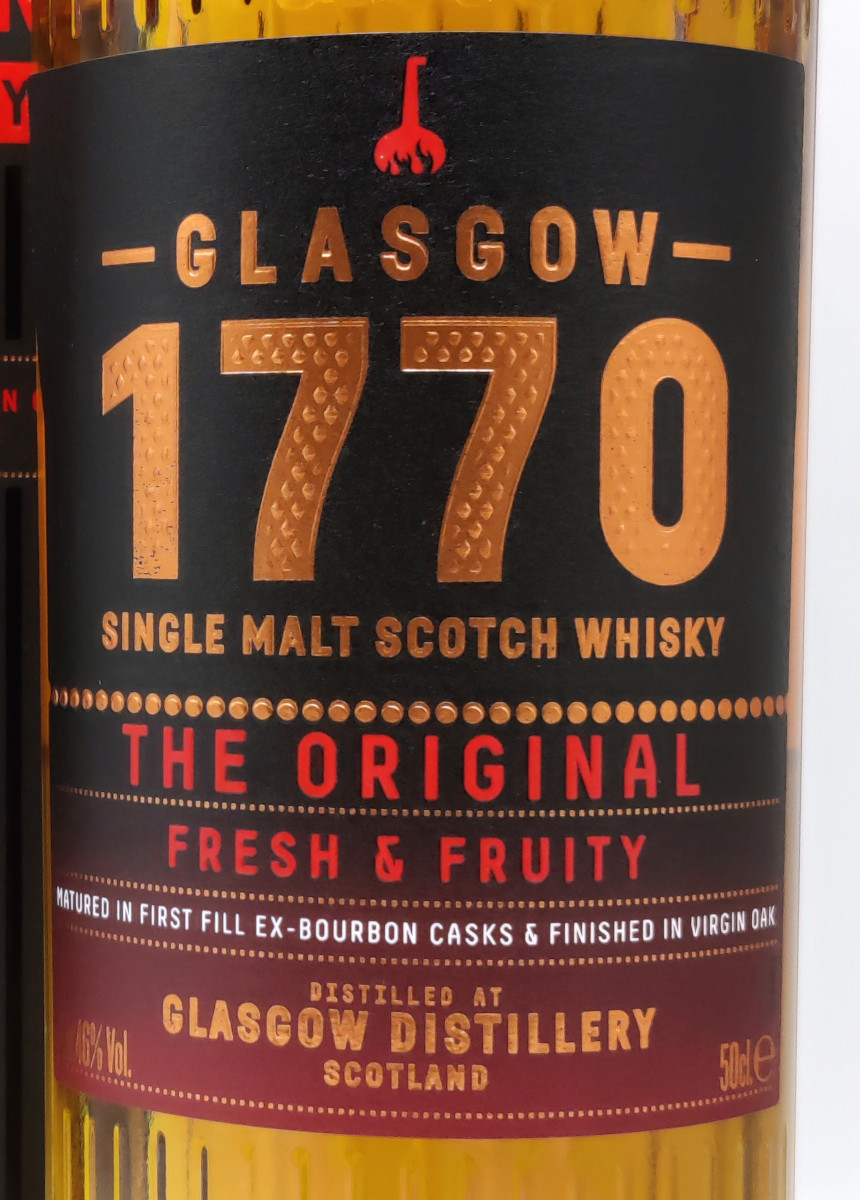 GLASGOW
1770
SINGLE MALT SCOTCH WHISKY
THE ORIGINAL
FRESH & FRUITY
MATURED IN FIRST FILL EX-BOURBON CASKS & FINISHED IN VIRGIN OAK
DISTILLED AT
GLASGOW DISTILLERY
SCOTLAND
46% Vol.
50cl.e